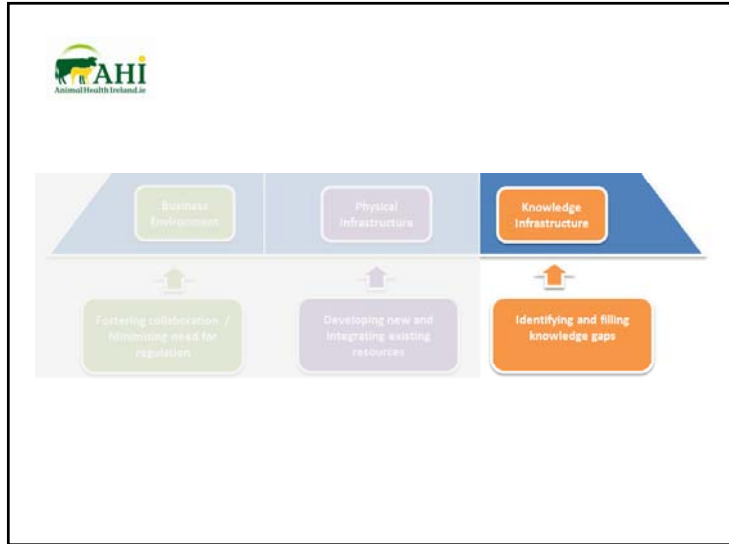 AHI
AnimalHealthIreland.ie
Business
Environment
Physical
Infrastructure
Knowledge
Infrastructure
Fostering collaboration /
Minimising need for
regulation
Developing new and
integrating existing
resources
Identifying and filling
knowledge gaps